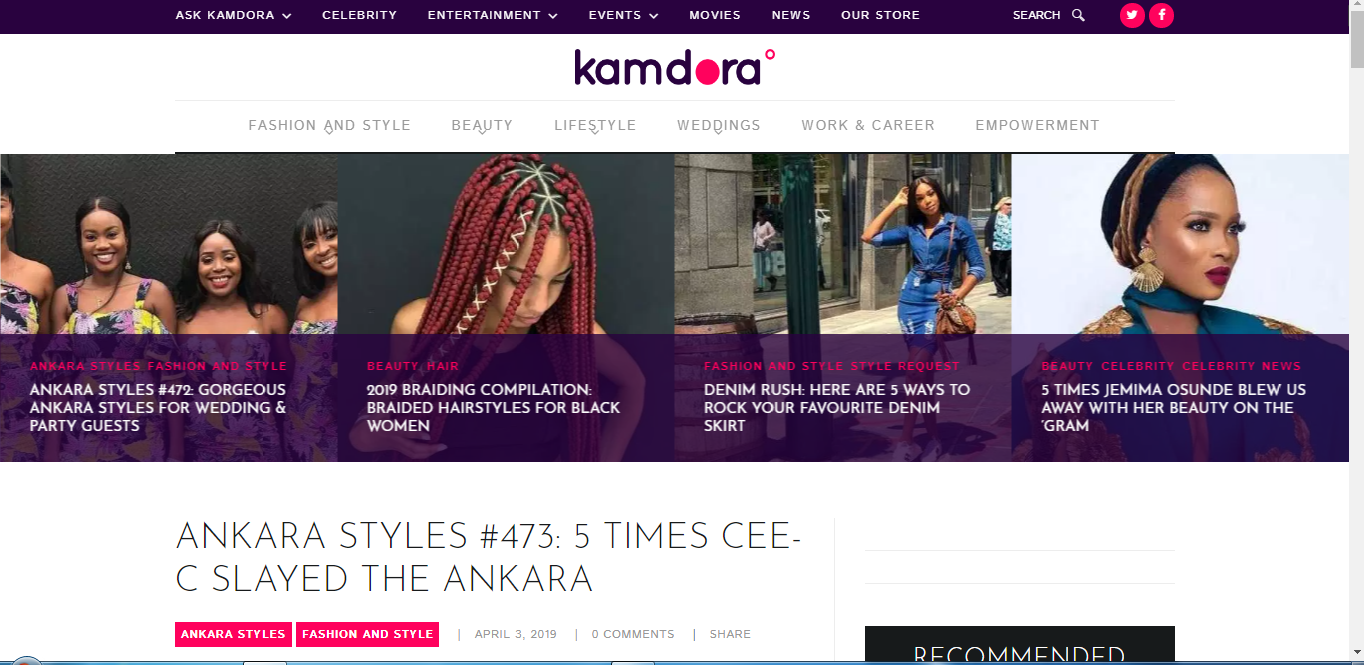 ASK KAMDORA CELEBRITY ENTERTAINMENT EVENTS MOVIES NEWS OUR STORE SEARCH
kamdora
FASHION AND STYLE BEAUTY LIFESTYLE WEDDINGS WORK & CAREER EMPOWERMENT
ANKARA STYLES FASHION AND STYLE
ANKARA STYLES #472: GORGEOUS
ANKARA STYLES FOR WEDDING &
PARTY GUESTS
BEAUTY HAIR
2019 BRAIDING COMPILATION:
BRAIDED HAIRSTYLES FOR BLACK
WOMEN
FASHION AND STYLE STYLE REQUEST
DENIM RUSH: HERE ARE 5 WAYS TO
ROCK YOUR FAVOURITE DENIM
SKIRT
BEAUTY CELEBRITY CELEBRITY NEWS
5 TIMES JEMIMA OSUNDE BLEW US
AWAY WITH HER BEAUTY ON THE
'GRAM
ANKARA STYLES #473: 5 TIMES CEE-
C SLAYED THE ANKARA
ANKARA STYLES FASHION AND STYLE | APRIL 3, 2019 | 0 COMMENTS | SHARE
RECOMMENDED